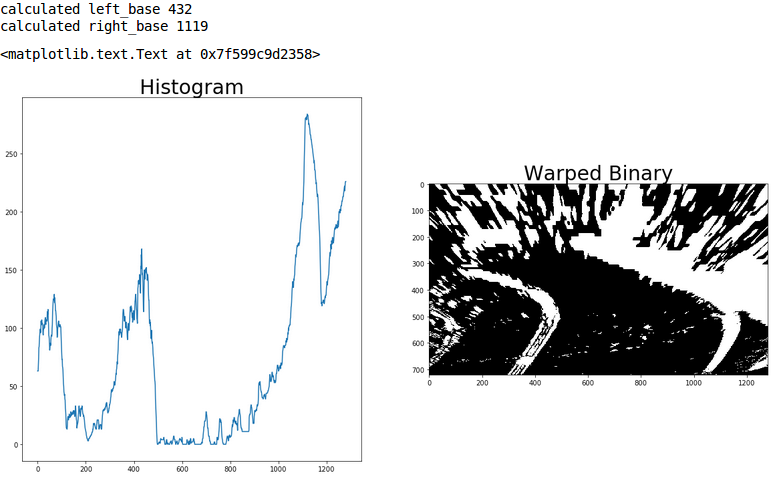 calculated left_base 432
calculated right_base 1119
<matplotlib.text.Text at 0x7f599c9d2358>
Histogram
250
200
150
100
50
0
0 200 400 600 800 1000 1200
Warped Binary
0
100
200
300
400
500
600
700
0 200 400 600 800 1000 1200